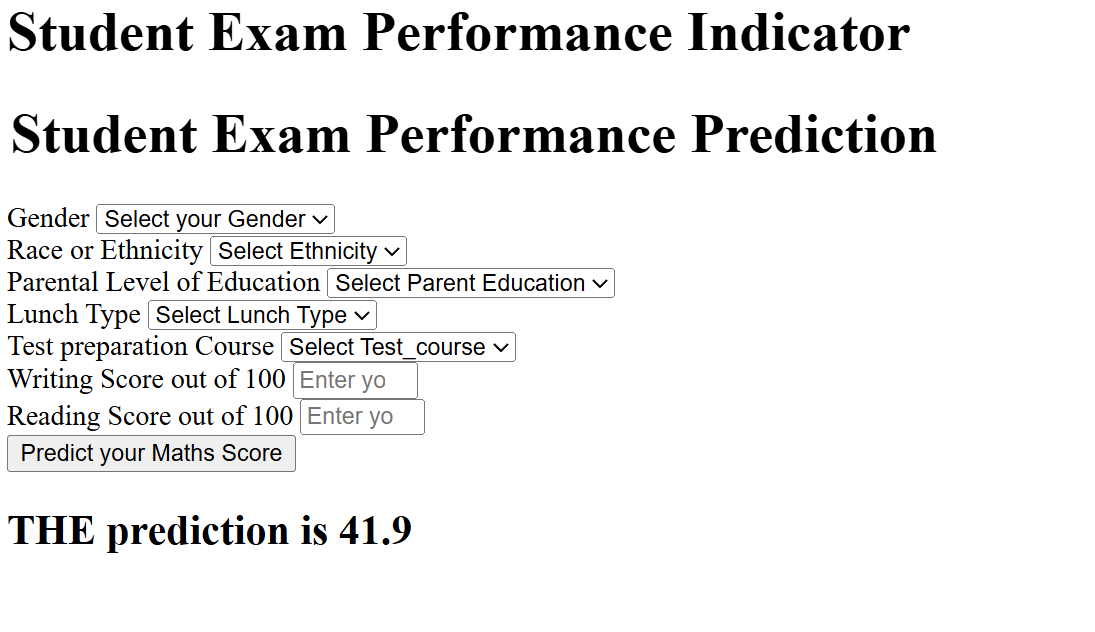 Student Exam Performance Indicator
Student Exam Performance Prediction
Gender Select your Gender
Race or Ethnicity Select Ethnicity
Parental Level of Education Select Parent Education
Lunch Type Select Lunch Type
Test preparation Course Select Test_course
Writing Score out of 100 Enter yo
Reading Score out of 100 Enter yo
Predict your Maths Score
THE prediction is 41.9